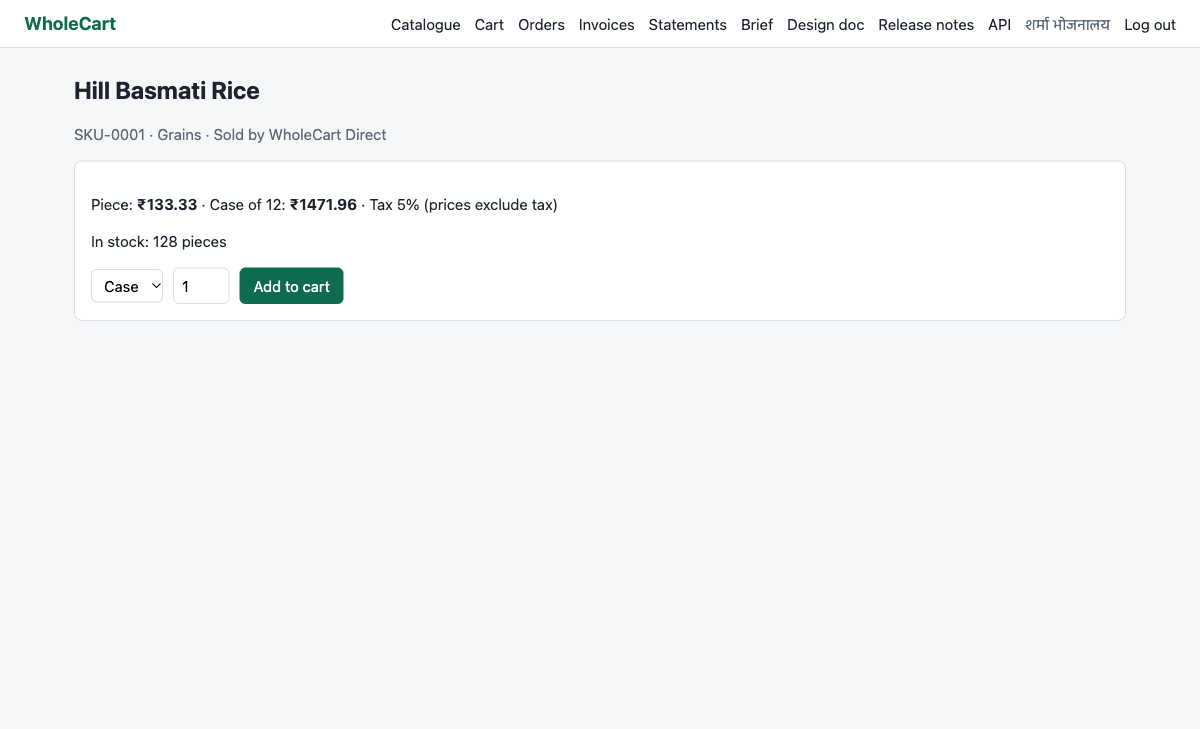 WholeCart
Catalogue Cart Orders Invoices Statements Brief Design doc Release notes API शर्मा भोजनालय Log out
Hill Basmati Rice
SKU-0001 · Grains · Sold by WholeCart Direct
Piece: ₹133.33 · Case of 12: ₹1471.96 · Tax 5% (prices exclude tax)
In stock: 128 pieces
Case 1 Add to cart